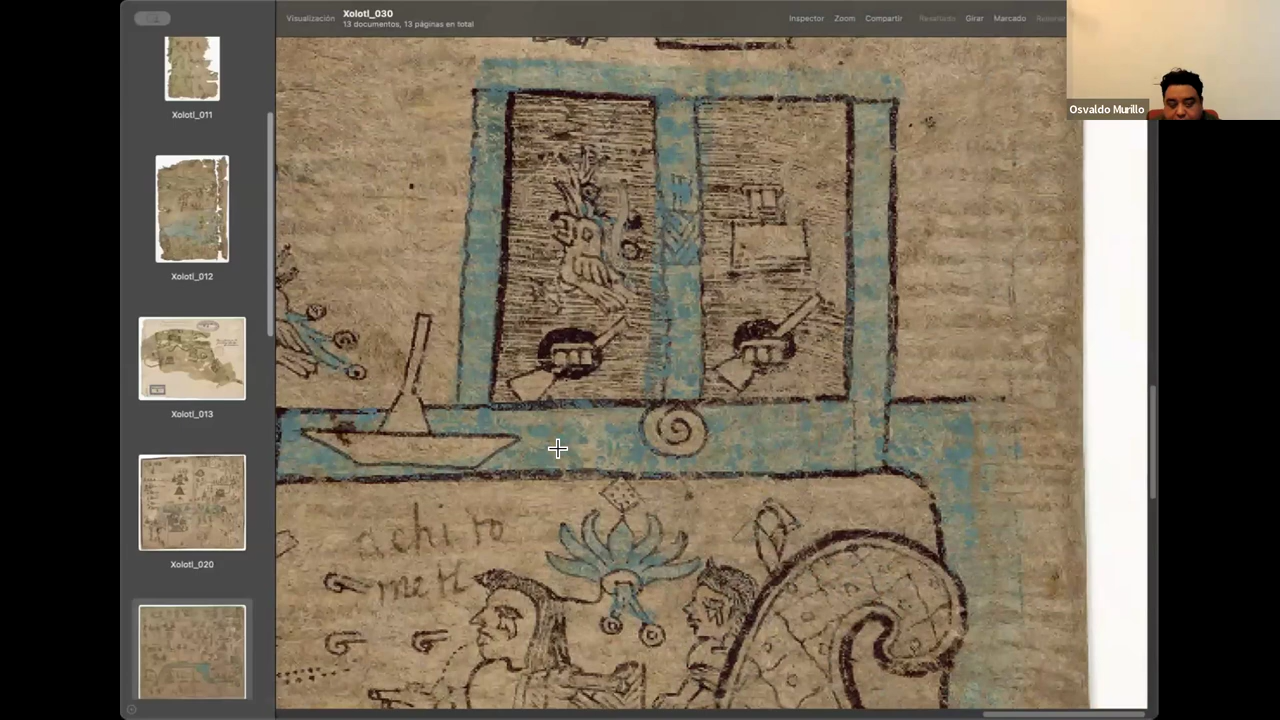 Visualización
Xolotl_030
13 documentos, 13 páginas en total
Inspector Zoom Compartir Resaltado Girar Marcado
Osvaldo Murillo
Xolotl_011
Xolotl_012
Xolotl_013
Xolotl_020
achito
metl